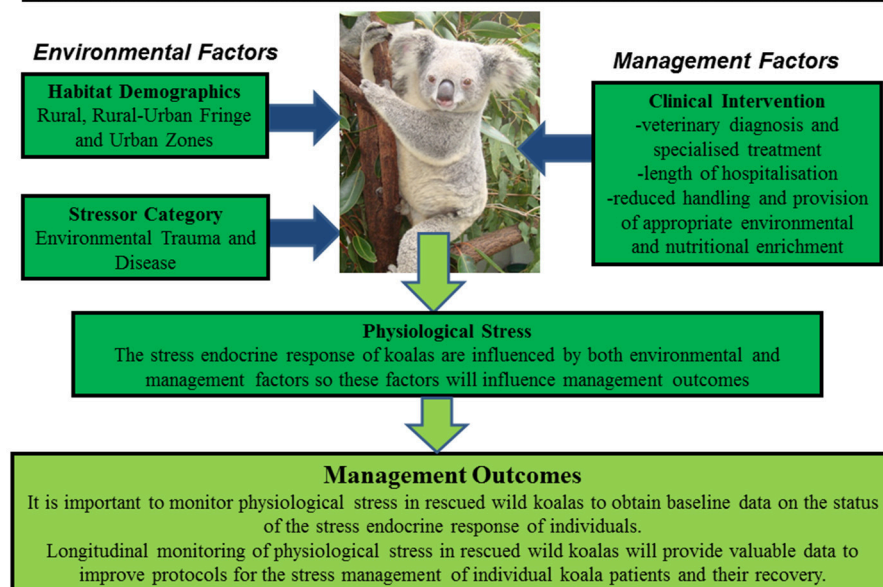 Environmental Factors
Habitat Demographics
Rural, Rural-Urban Fringe
and Urban Zones
Stressor Category
Environmental Trauma and
Disease
Management Factors
Clinical Intervention
-veterinary diagnosis and
specialised treatment
-length of hospitalisation
-reduced handling and provision
of appropriate environmental
and nutritional enrichment
Physiological Stress
The stress endocrine response of koalas are influenced by both environmental and
management factors so these factors will influence management outcomes
Management Outcomes
It is important to monitor physiological stress in rescued wild koalas to obtain baseline data on the status
of the stress endocrine response of individuals.
Longitudinal monitoring of physiological stress in rescued wild koalas will provide valuable data to
improve protocols for the stress management of individual koala patients and their recovery.